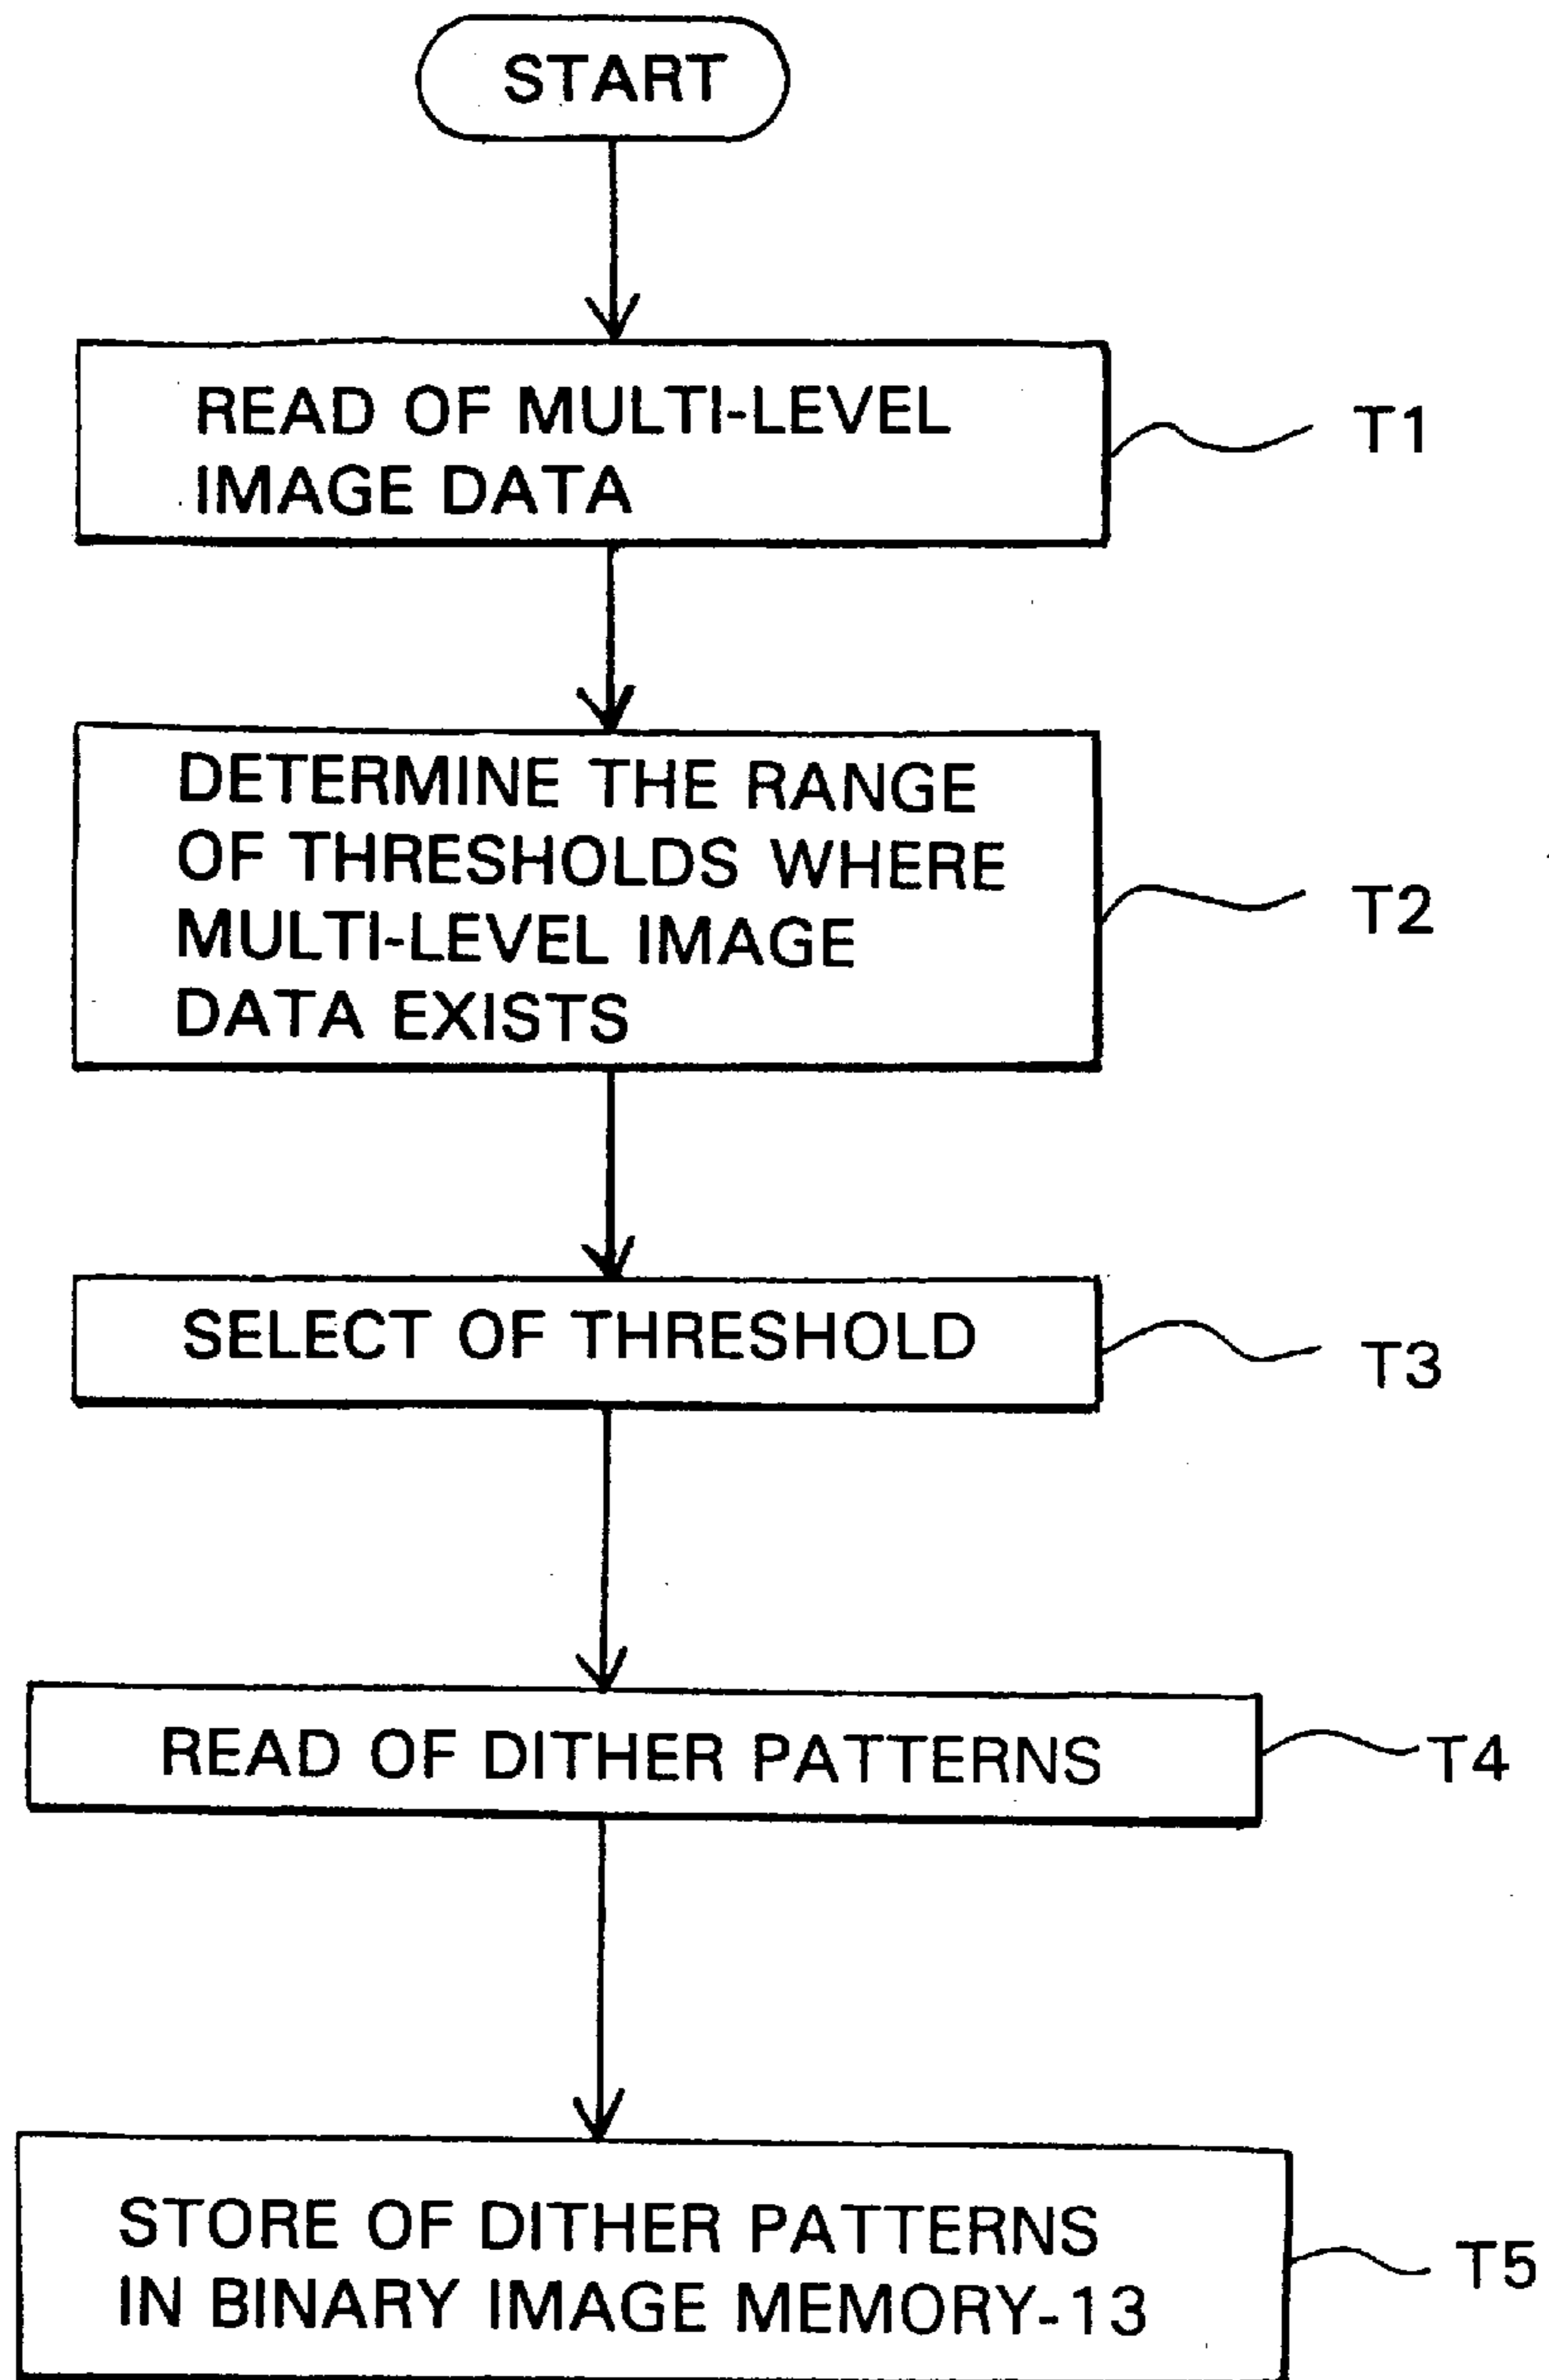 START
READ OF MULTI-LEVEL
IMAGE DATA
T1
DETERMINE THE RANGE
OF THRESHOLDS WHERE
MULTI-LEVEL IMAGE
DATA EXISTS
T2
SELECT OF THRESHOLD
T3
READ OF DITHER PATTERNS
T4
STORE OF DITHER PATTERNS
IN BINARY IMAGE MEMORY-13
T5